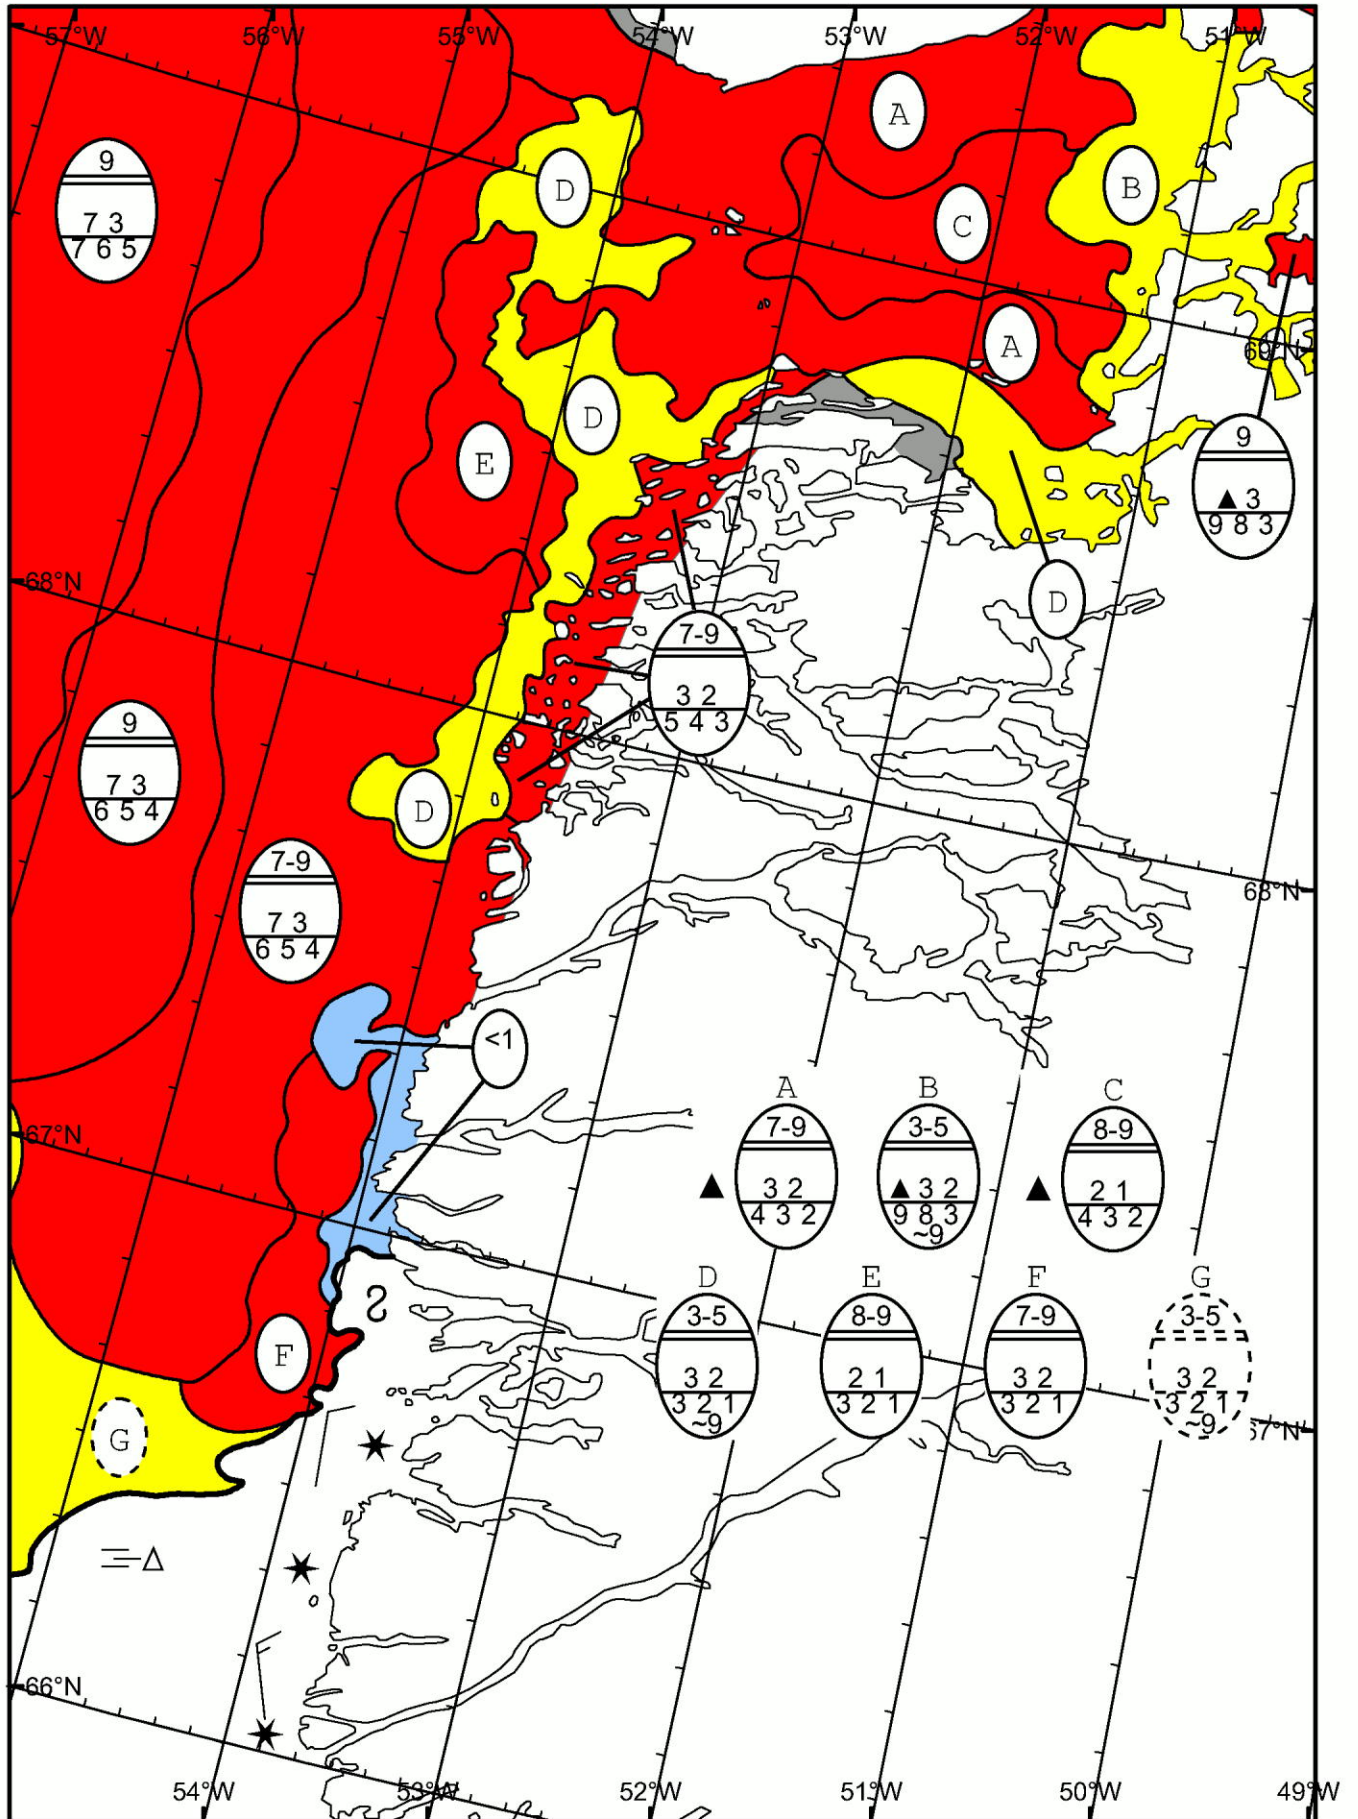 57°W 56°W 55°W 54°W 53°W 52°W 51°W
A
9
7 3
7 6 5
D
B
C
A
69°N
D
E
9
▲ 3
9 8 3
68°N
D
7-9
3 2
5 4 3
9
7 3
6 5 4
D
7-9
7 3
6 5 4
68°N
<1
67°N
A B C
7-9 3-5 8-9
▲ 3 2 ▲ 3 2 ▲ 2 1
4 3 2 9 8 3 4 3 2
~9
D E F G
3-5 8-9 7-9 3-5
3 2 2 1 3 2 3 2
3 2 1 3 2 1 3 2 1 3 2 1
~9 ~9
F
G
67°N
66°N
54°W 53°W 52°W 51°W 50°W 49°W